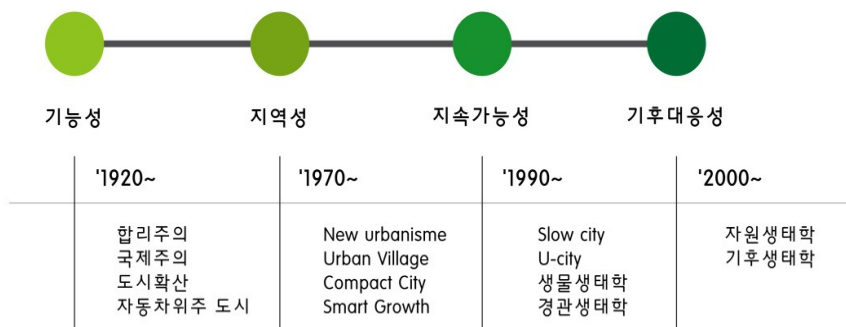 기능성
지역성
지속가능성
기후대응성
'1920~
'1970~
'1990~
'2000~
합리주의
국제주의
도시확산
자동차위주 도시
New urbanisme
Urban Village
Compact City
Smart Growth
Slow city
U-city
생물생태학
경관생태학
자원생태학
기후생태학